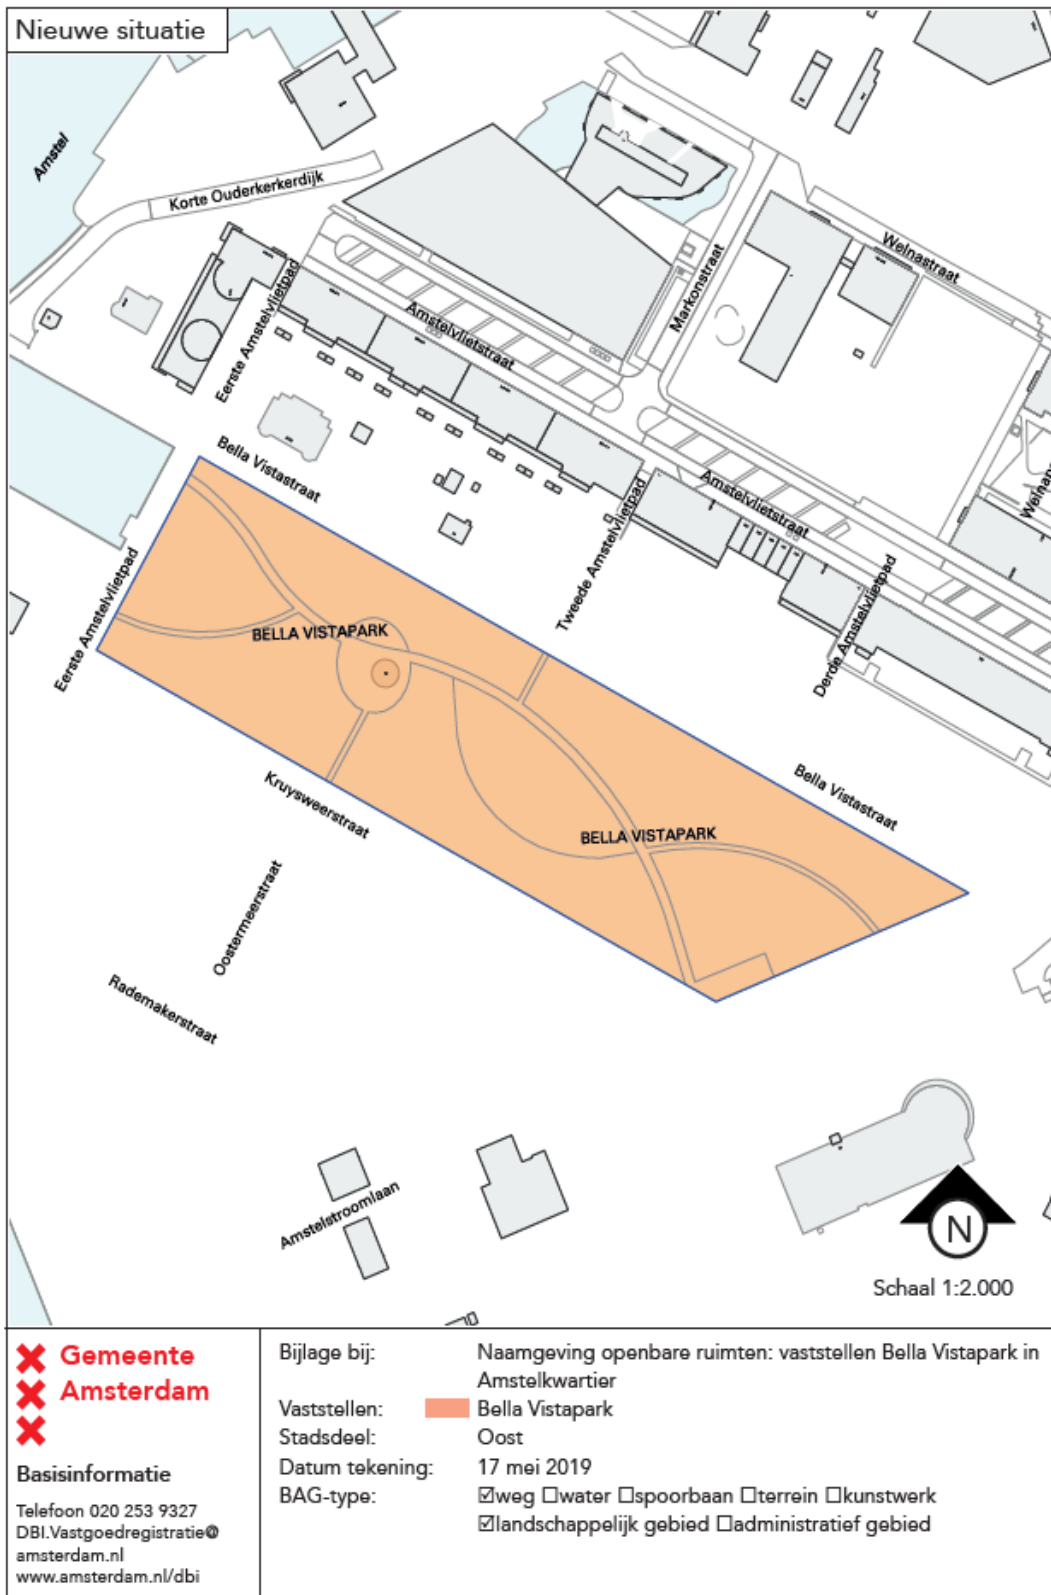 Nieuwe situatie
Amstel
Korte Ouderkerkerdijk
Welnastraat
Markonstraat
Eerste Amstelvlietpad
Amstelvlietstraat
Bella Vistastraat
Amstelvlietstraat
Tweede Amstelvlietpad
Eerste Amstelvlietpad
Derde Amstelvlietpad
BELLA VISTAPARK
Kruysweerstraat
Bella Vistastraat
BELLA VISTAPARK
Oostermeerstraat
Rademakerstraat
Amstelstroomlaan
N
Schaal 1:2.000
Gemeente
Amsterdam
Basisinformatie
Telefoon 020 253 9327
DBI.Vastgoedregistratie@
amsterdam.nl
www.amsterdam.nl/dbi
Bijlage bij: Naamgeving openbare ruimten: vaststellen Bella Vistapark in
Amstelkwartier
Vaststellen: Bella Vistapark
Stadsdeel: Oost
Datum tekening: 17 mei 2019
BAG-type: ☑weg ☐water ☐spoorbaan ☐terrein ☐kunstwerk
☑landschappelijk gebied ☐administratief gebied